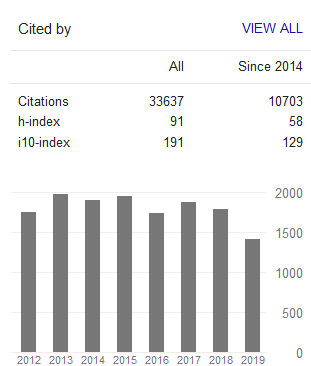 Cited by VIEW ALL
All Since 2014
Citations 33637 10703
h-index 91 58
i10-index 191 129
2000
1500
1000
500
0
2012 2013 2014 2015 2016 2017 2018 2019